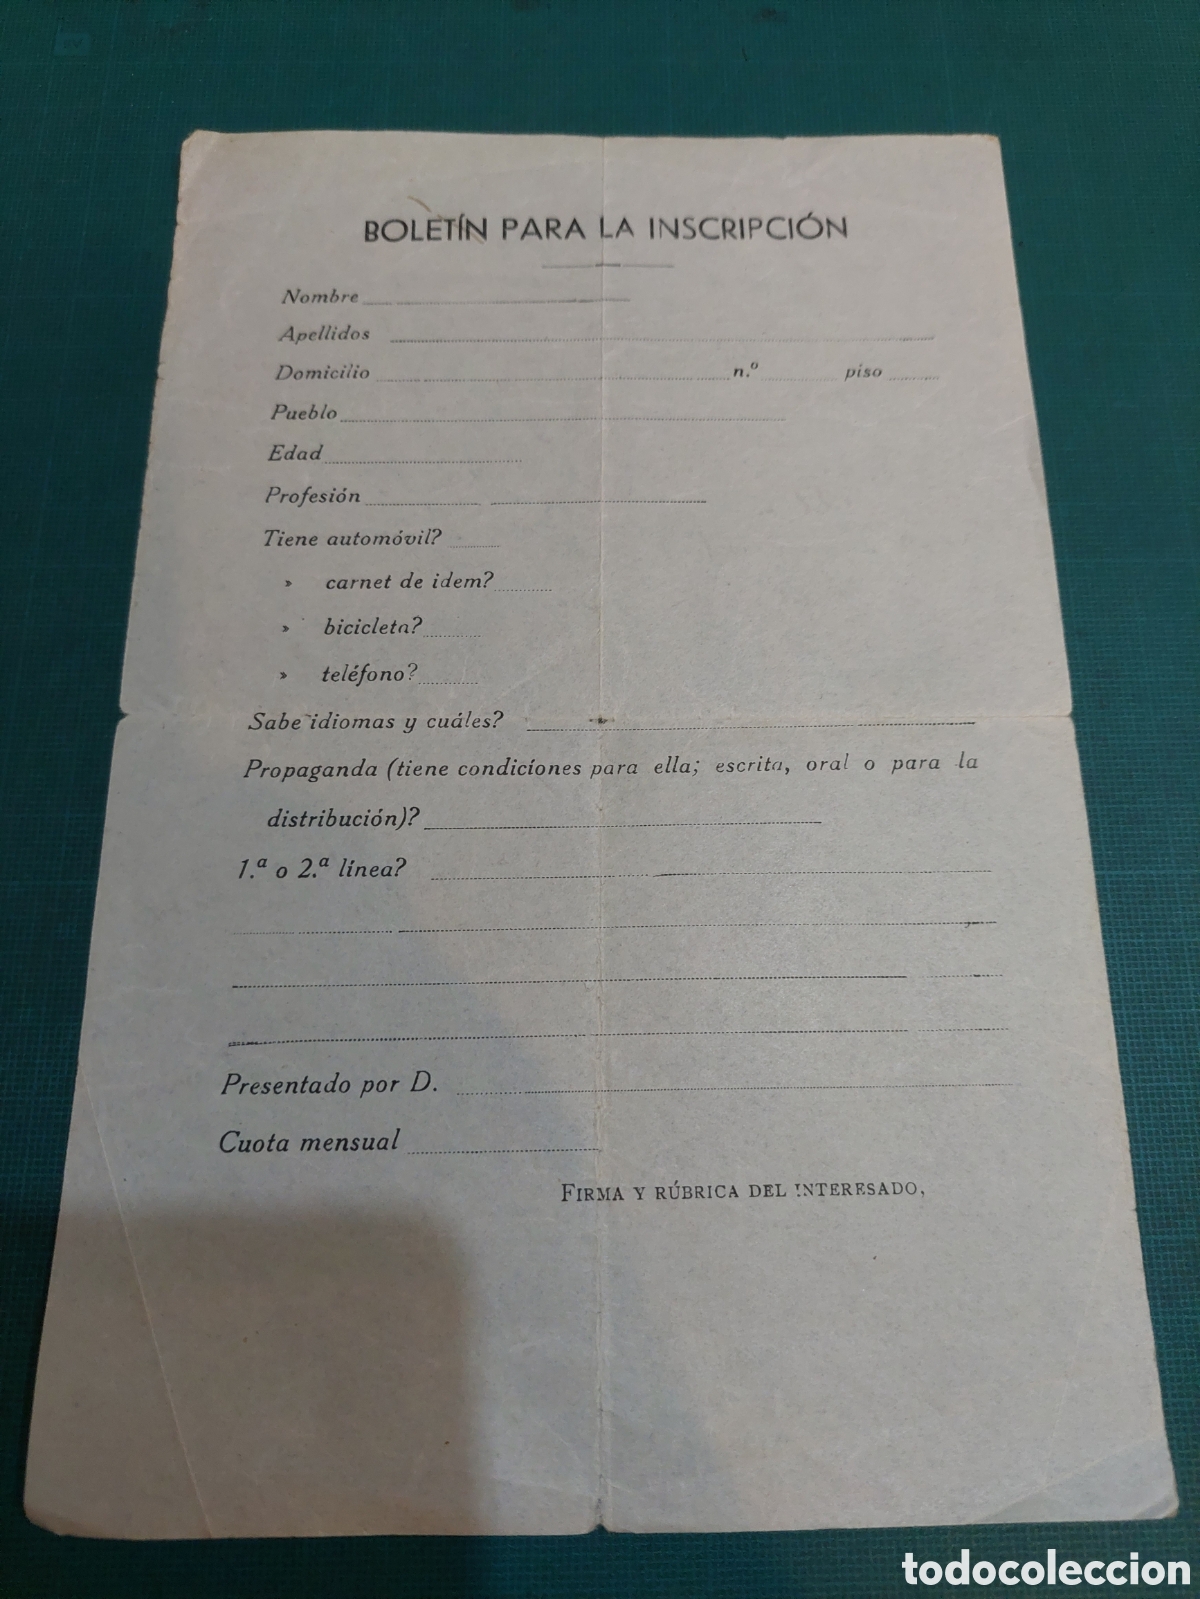 BOLETÍN PARA LA INSCRIPCIÓN
Nombre
Apellidos
Domicilio n.º piso
Pueblo
Edad
Profesión
Tiene automóvil?
» carnet de idem?
» bicicleta?
» teléfono?
Sabe idiomas y cuáles?
Propaganda (tiene condiciones para ella; escrita, oral o para la
distribución)?
1.ª o 2.ª línea?
Presentado por D.
Cuota mensual
FIRMA Y RÚBRICA DEL INTERESADO,
todocoleccion